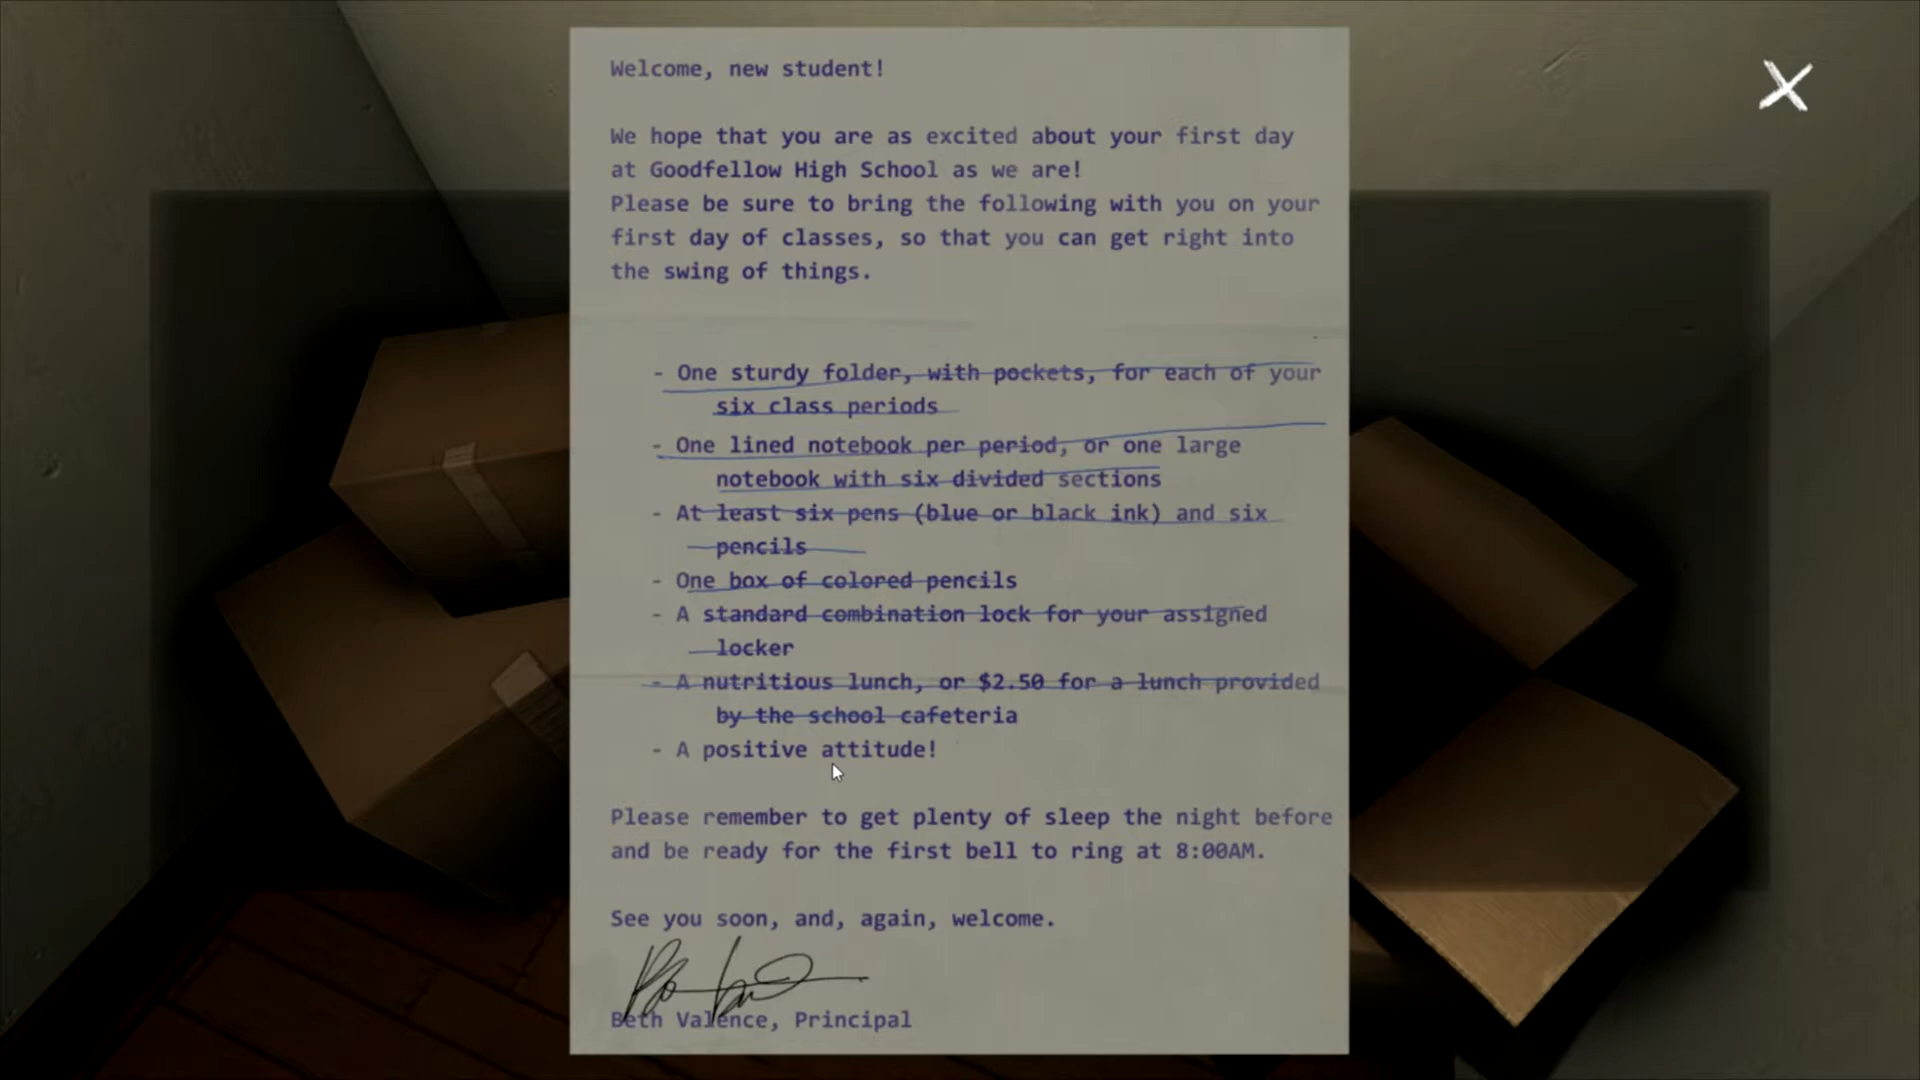 Welcome, new student!
We hope that you are as excited about your first day
at Goodfellow High School as we are!
Please be sure to bring the following with you on your
first day of classes, so that you can get right into
the swing of things.
- One sturdy folder, with pockets, for each of your
six class periods
- One lined notebook per period, or one large
notebook with six divided sections
- At least six pens (blue or black ink) and six
pencils
- One box of colored pencils
- A standard combination lock for your assigned
locker
- A nutritious lunch, or $2.50 for a lunch provided
by the school cafeteria
- A positive attitude!
Please remember to get plenty of sleep the night before
and be ready for the first bell to ring at 8:00AM.
See you soon, and, again, welcome.
Beth Valence, Principal